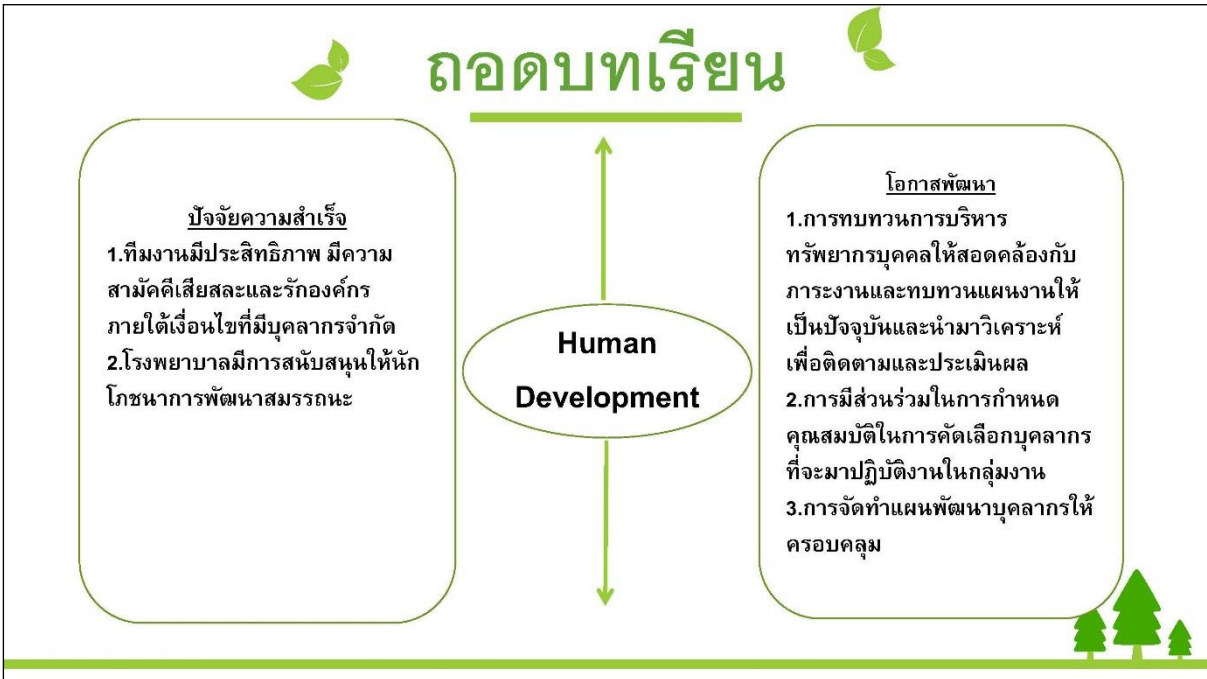 ถอดบทเรียน
ปัจจัยความสำเร็จ
1.ทีมงานมีประสิทธิภาพ มีความ
สามัคคีเสียสละและรักองค์กร
ภายใต้เงื่อนไขที่มีบุคลากรจำกัด
2.โรงพยาบาลมีการสนับสนุนให้นัก
โภชนาการพัฒนาสมรรถนะ
Human
Development
โอกาสพัฒนา
1.การทบทวนการบริหาร
ทรัพยากรบุคคลให้สอดคล้องกับ
ภาระงานและทบทวนแผนงานให้
เป็นปัจจุบันและนำมาวิเคราะห์
เพื่อติดตามและประเมินผล
2.การมีส่วนร่วมในการกำหนด
คุณสมบัติในการคัดเลือกบุคลากร
ที่จะมาปฏิบัติงานในกลุ่มงาน
3.การจัดทำแผนพัฒนาบุคลากรให้
ครอบคลุม